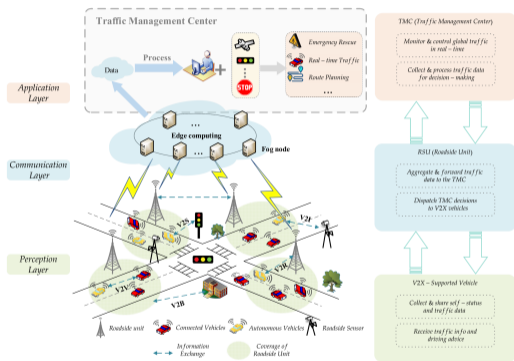 Traffic Management Center
Process
Data
...
STOP
Emergency Rescue
Real – time Traffic
Route Planning
...
Application
Layer
...
Edge computing
...
Fog node
Communication
Layer
V2S
V2I
Perception
Layer
V2V
V2R
V2B
Roadside unit
Connected Vehicles
Autonomous Vehicles
Roadside Sensor
Information
Exchange
Coverage of
Roadside Unit
TMC (Traffic Management Center)
Monitor & control global traffic
in real – time
Collect & process traffic data
for decision – making
RSU (Roadside Unit)
Aggregate & forward traffic
data to the TMC
Dispatch TMC decisions
to V2X vehicles
V2X – Supported Vehicle
Collect & share self – status
and traffic data
Receive traffic info and
driving advice